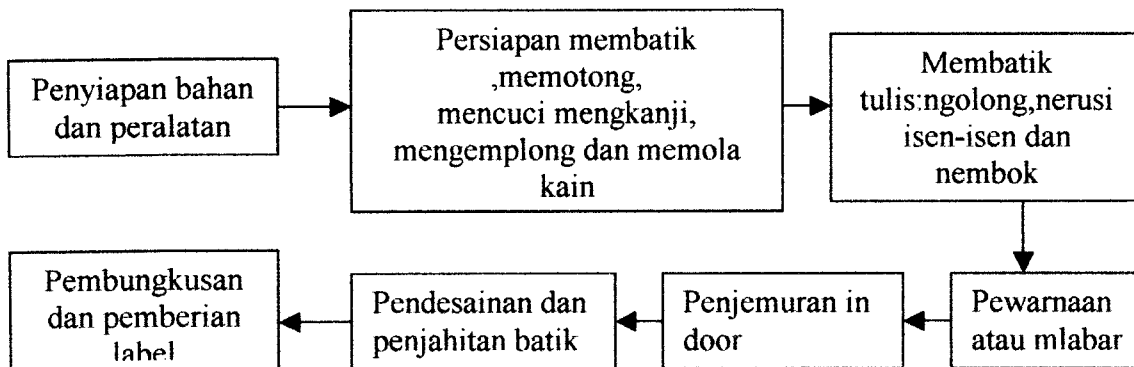 Penyiapan bahan
dan peralatan
Persiapan membatik
,memotong,
mencuci mengkanji,
mengemplong dan memola
kain
Membatik
tulis:ngolong,nerusi
isen-isen dan
nembok
Pewarnaan
atau mlabar
Penjemuran in
door
Pendesainan dan
penjahitan batik
Pembungkusan
dan pemberian
label